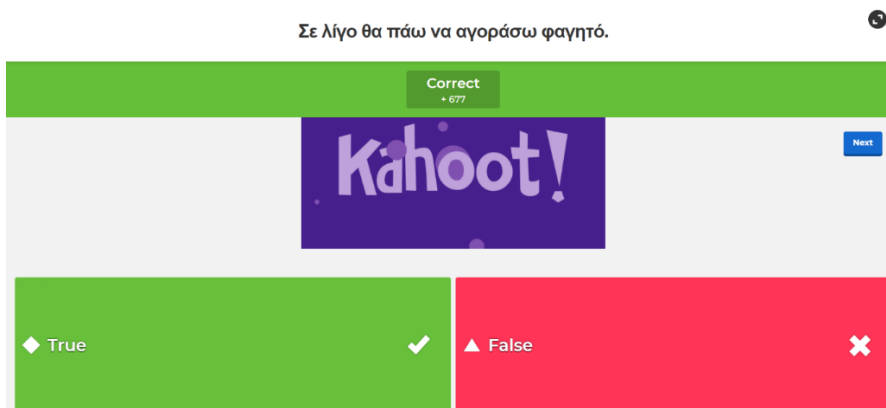 Σε λίγο θα πάω να αγοράσω φαγητό.
Correct
+ 677
Kahoot!
Next
True
False